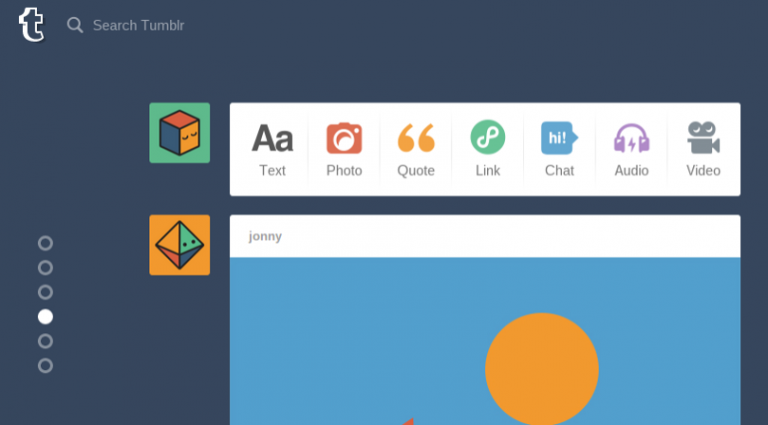 t
Search Tumblr
Aa
hi!
Text Photo Quote Link Chat Audio Video
jonny